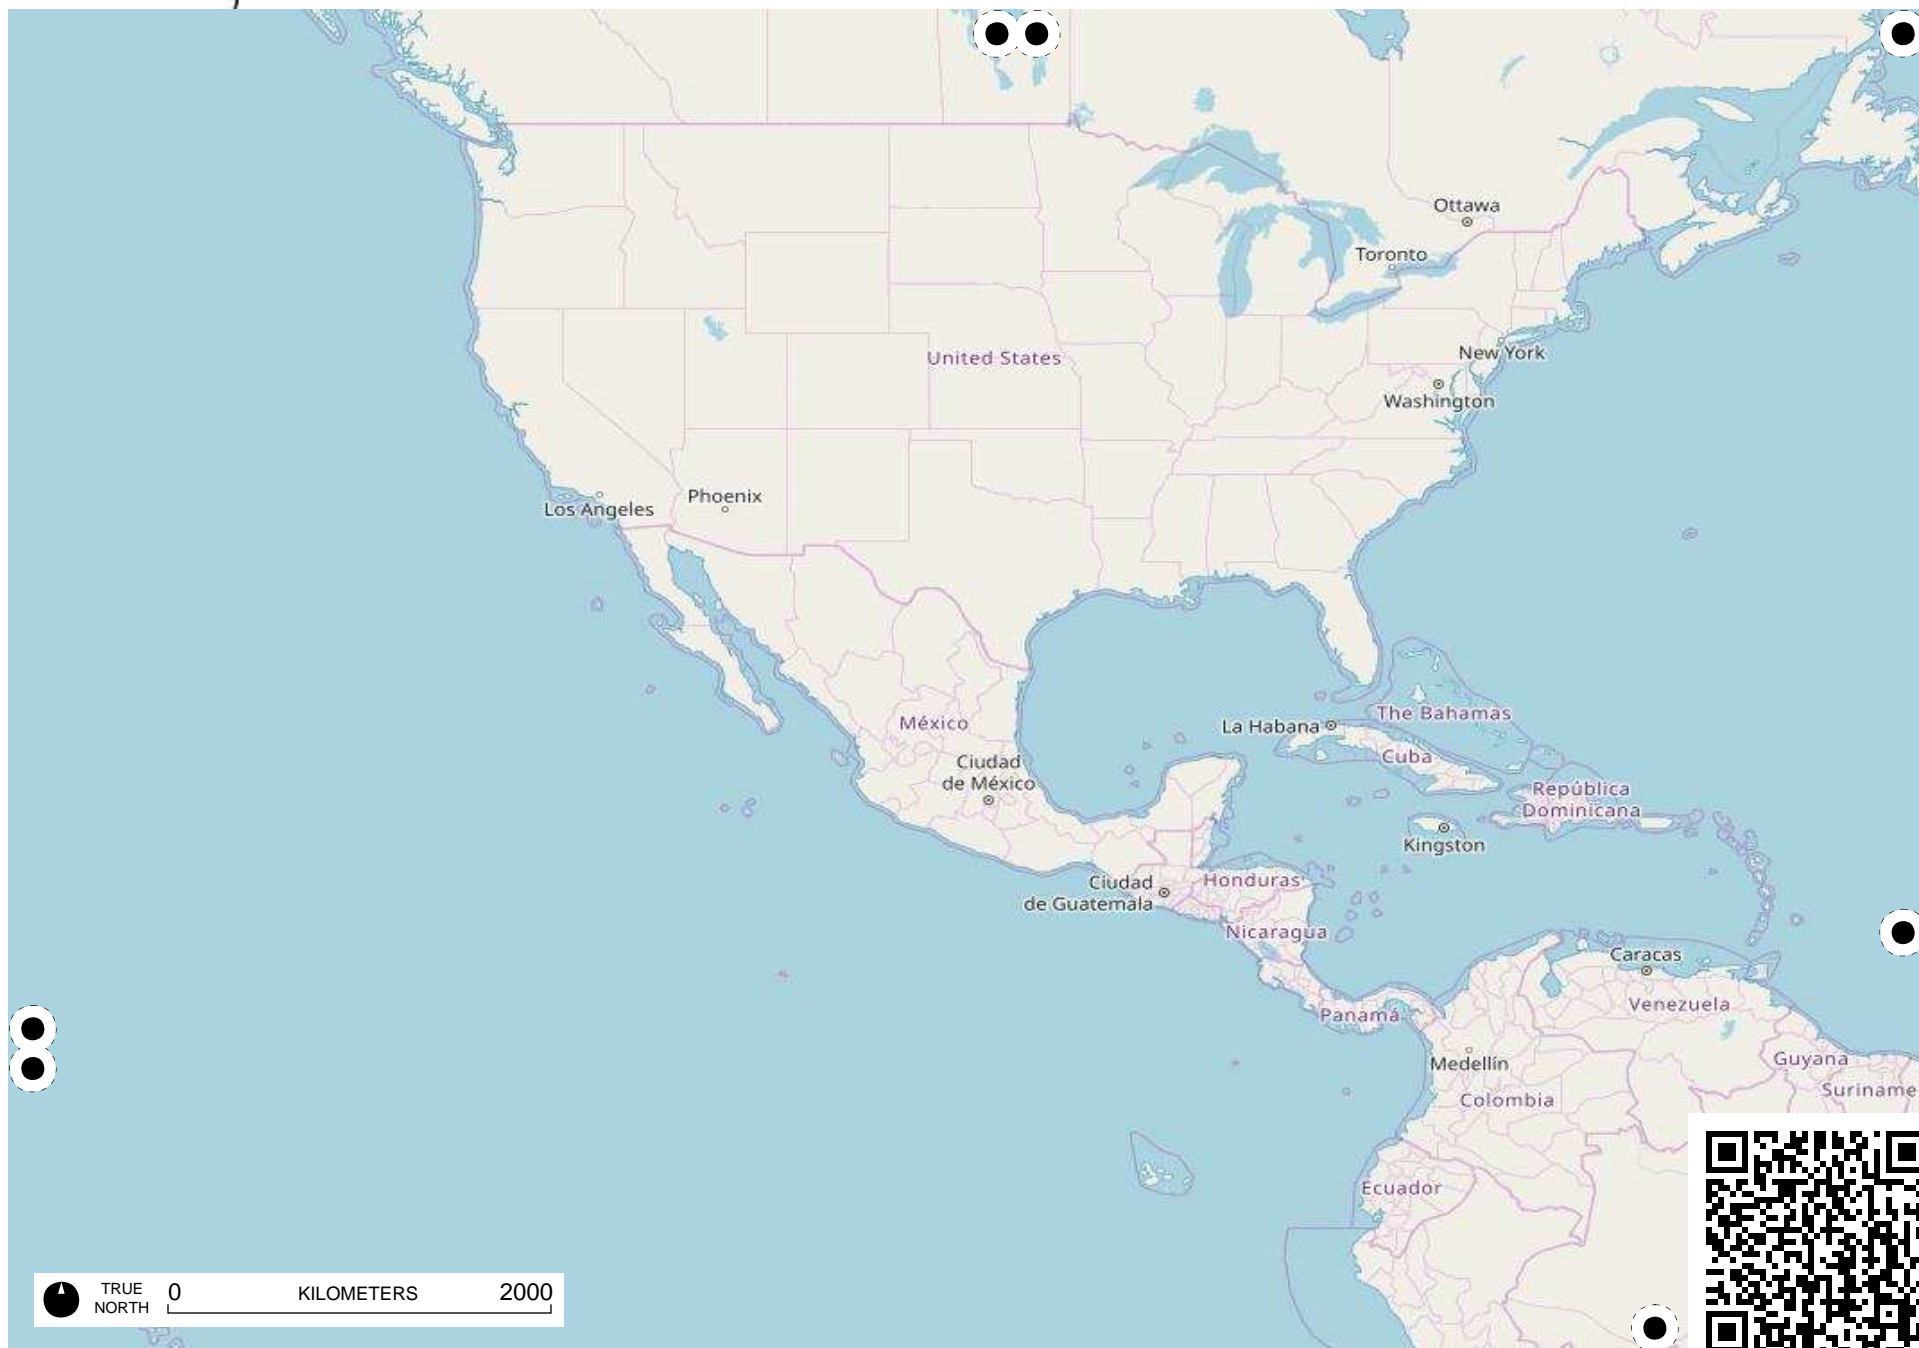 Ottawa
Toronto
United States
New York
Washington
Los Angeles
Phoenix
México
La Habana
The Bahamas
Cuba
Ciudad
de México
República
Dominicana
Kingston
Ciudad
de Guatemala
Honduras
Nicaragua
Caracas
Venezuela
Panamá
Medellín
Guyana
Colombia
Suriname
Ecuador
TRUE
NORTH
0 KILOMETERS 2000